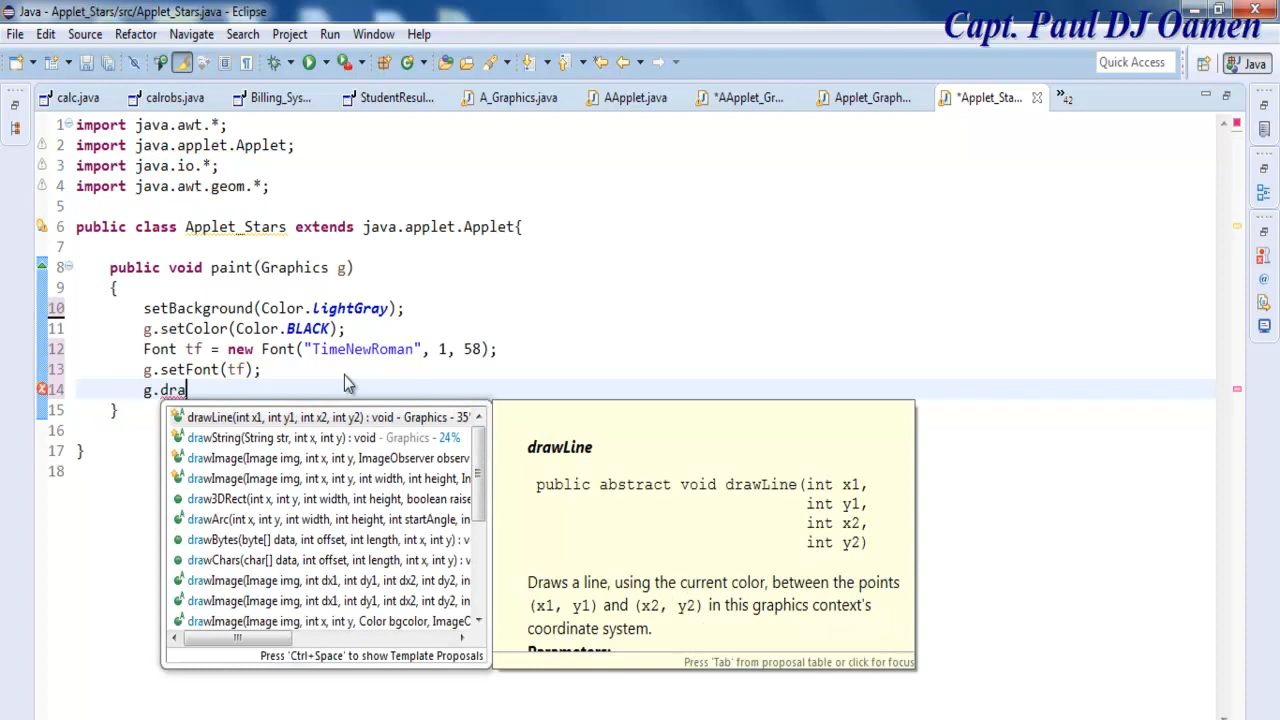 Java - Applet_Stars/src/Applet_Stars.java - Eclipse
Capt. Paul DJ Oamen
File Edit Source Refactor Navigate Search Project Run Window Help
Quick Access
Java
calc.java calrobs.java Billing_Sys... StudentResul... A_Graphics.java AApplet.java *AApplet_Gr... Applet_Graph... *Applet_Sta... »42
1 import java.awt.*;
2 import java.applet.Applet;
3 import java.io.*;
4 import java.awt.geom.*;
5
6 public class Applet_Stars extends java.applet.Applet{
7
8 public void paint(Graphics g)
9 {
10 setBackground(Color.lightGray);
11 g.setColor(Color.BLACK);
12 Font tf = new Font("TimeNewRoman", 1, 58);
13 g.setFont(tf);
14 g.dra
15 }
16
17 }
18
drawLine(int x1, int y1, int x2, int y2) : void - Graphics - 35
drawString(String str, int x, int y) : void - Graphics - 24%
drawImage(Image img, int x, int y, ImageObserver observ
drawImage(Image img, int x, int y, int width, int height, I
draw3DRect(int x, int y, int width, int height, boolean raise
drawArc(int x, int y, int width, int height, int startAngle, in
drawBytes(byte[] data, int offset, int length, int x, int y) : v
drawChars(char[] data, int offset, int length, int x, int y) : v
drawImage(Image img, int dx1, int dy1, int dx2, int dy2, in
drawImage(Image img, int dx1, int dy1, int dx2, int dy2, in
drawImage(Image img, int x, int y, Color bgcolor, ImageO
Press 'Ctrl+Space' to show Template Proposals
drawLine
public abstract void drawLine(int x1,
int y1,
int x2,
int y2)
Draws a line, using the current color, between the points
(x1, y1) and (x2, y2) in this graphics context's
coordinate system.
Parameters:
Press 'Tab' from proposal table or click for focus